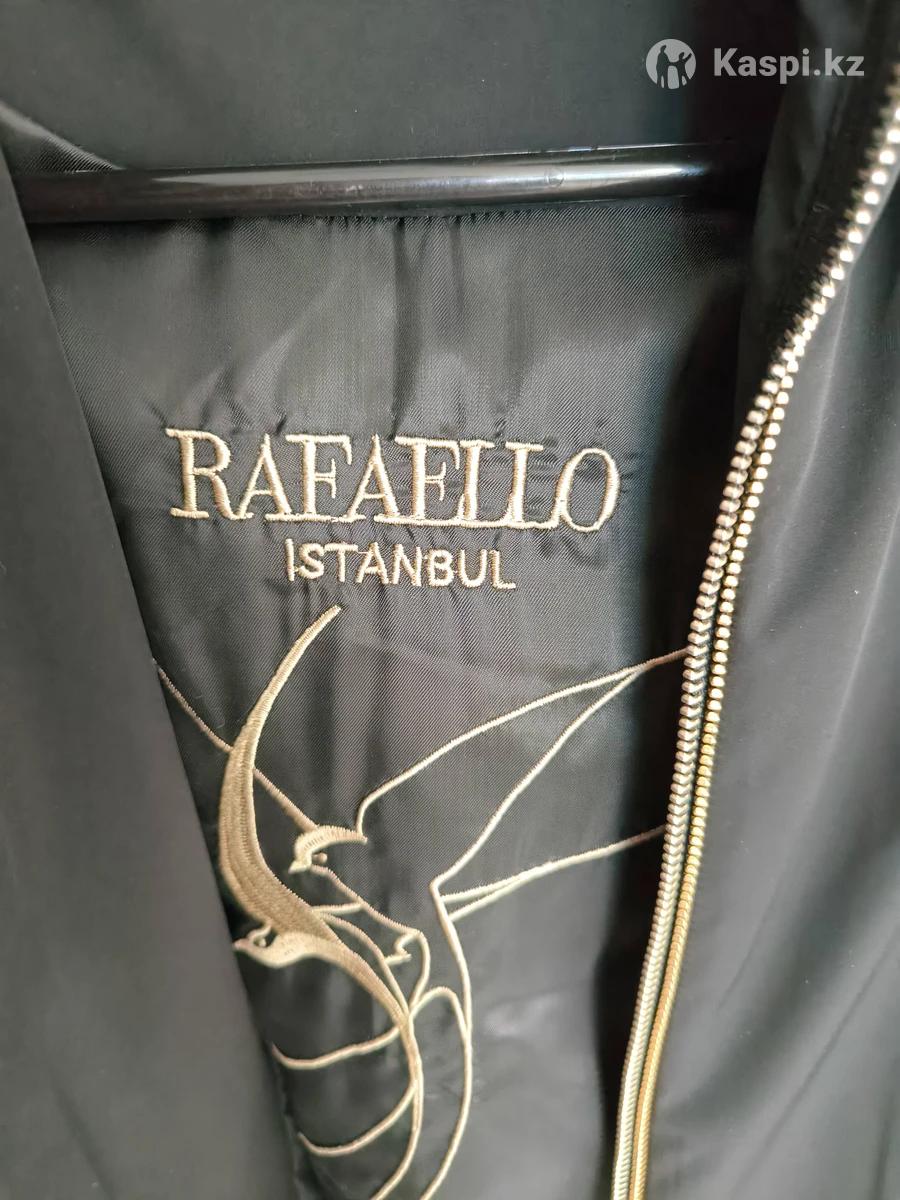 Kaspi.kz
RAFAELLO
ISTANBUL